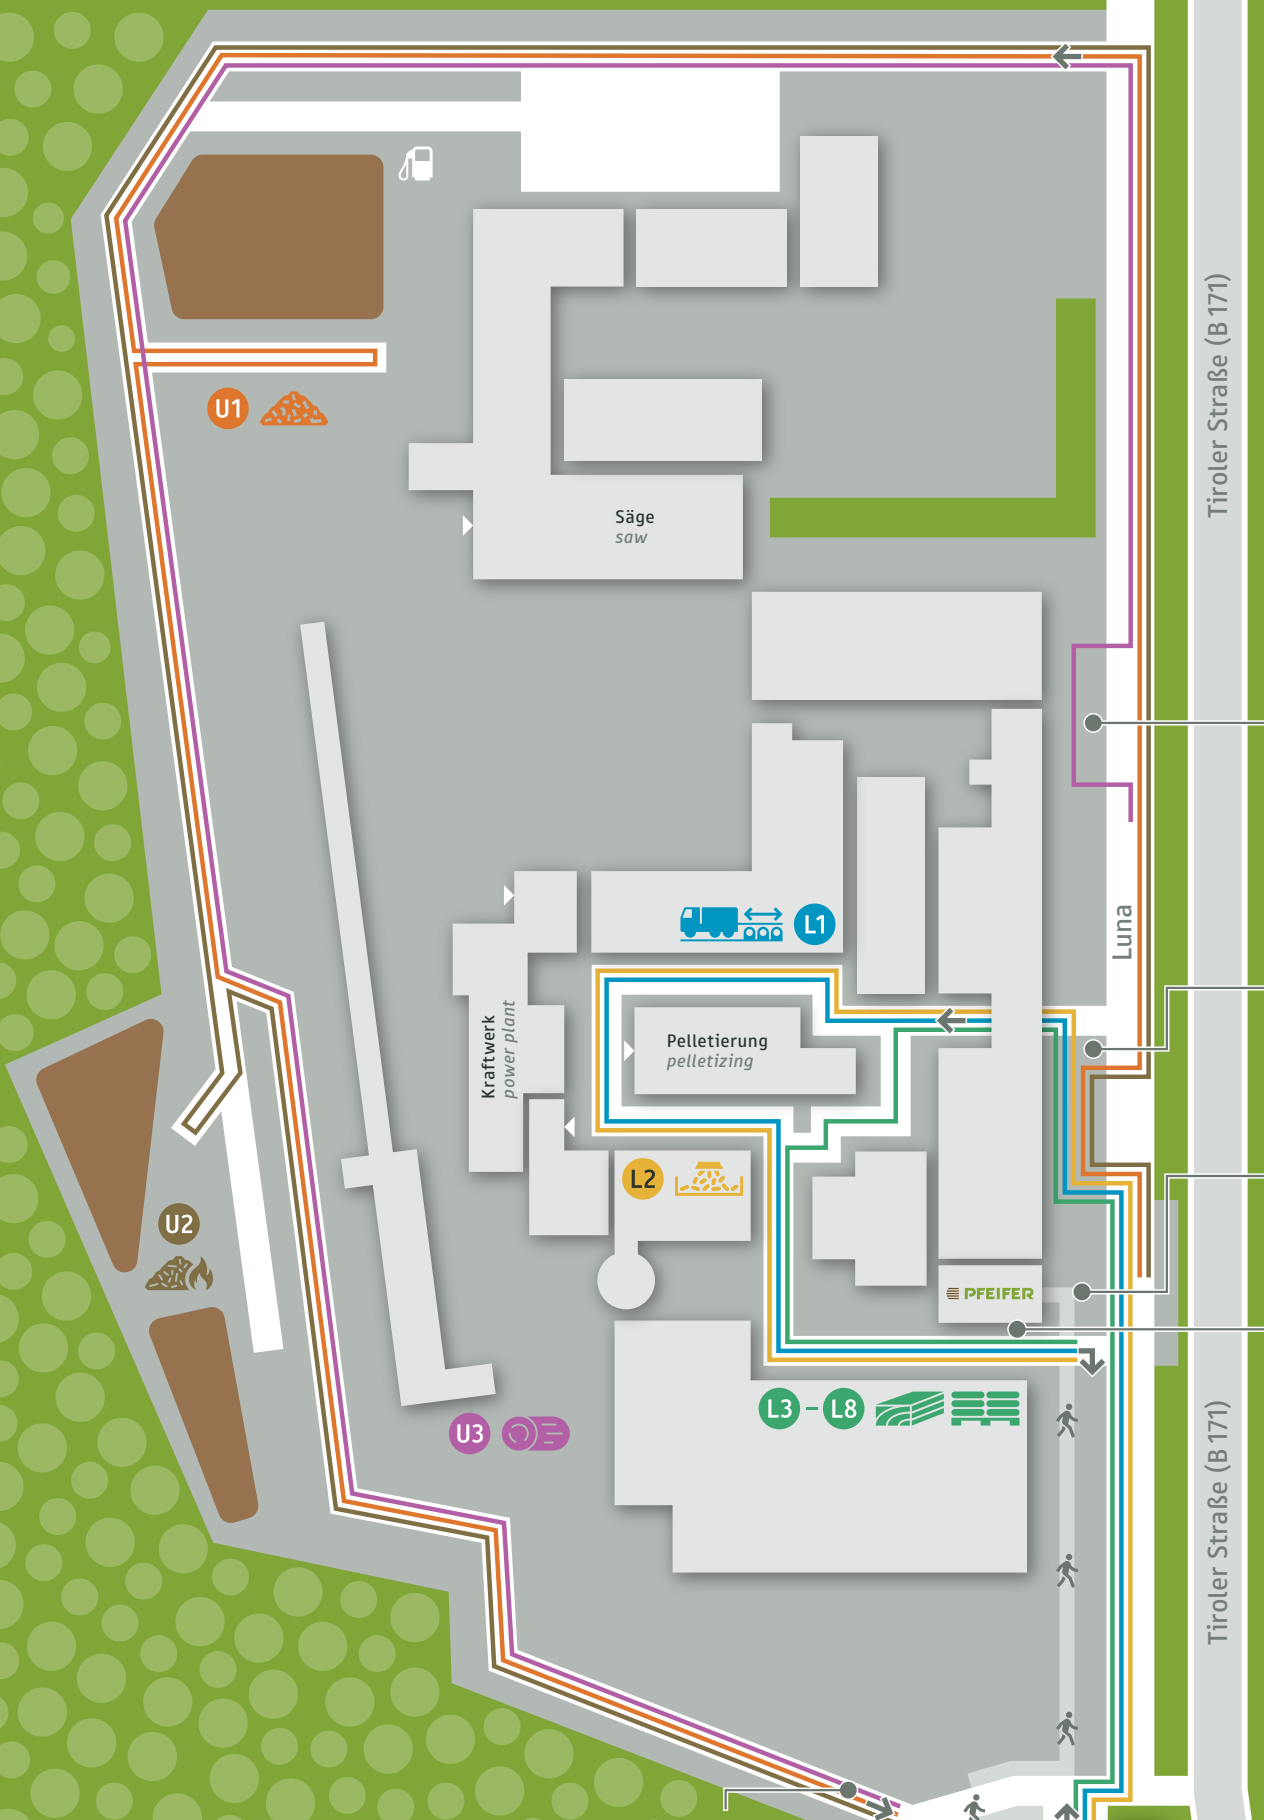 Tiroler Straße (B 171)
U1
Säge
saw
Luna
L1
Kraftwerk
power plant
Pelletierung
pelletizing
L2
U2
PFEIFER
L3 – L8
U3
Tiroler Straße (B 171)